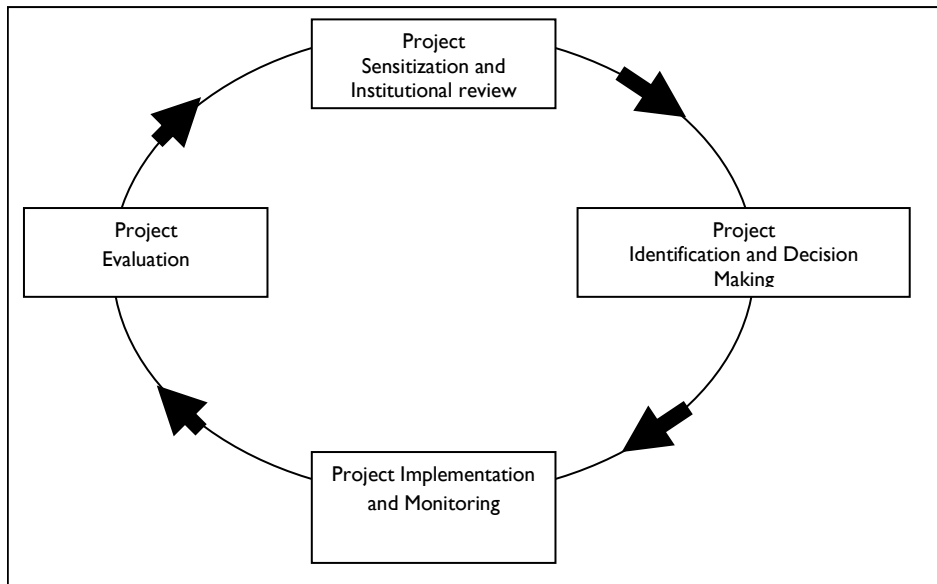 Project
Sensitization and
Institutional review
Project
Identification and Decision
Making
Project Implementation
and Monitoring
Project
Evaluation